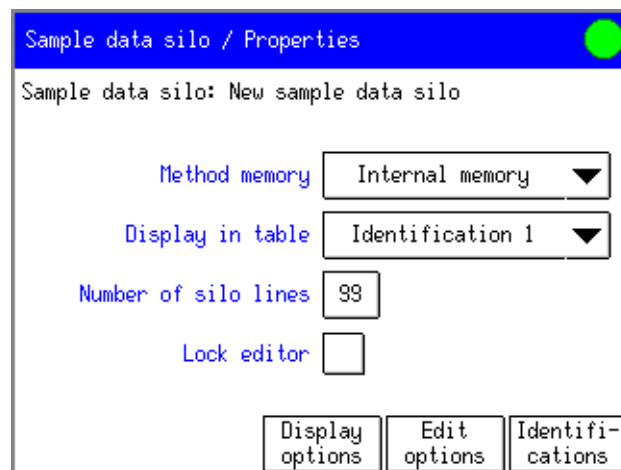 Sample data silo / Properties
Sample data silo: New sample data silo
Method memory Internal memory
Display in table Identification 1
Number of silo lines 99
Lock editor
Display options Edit options Identifi-cations